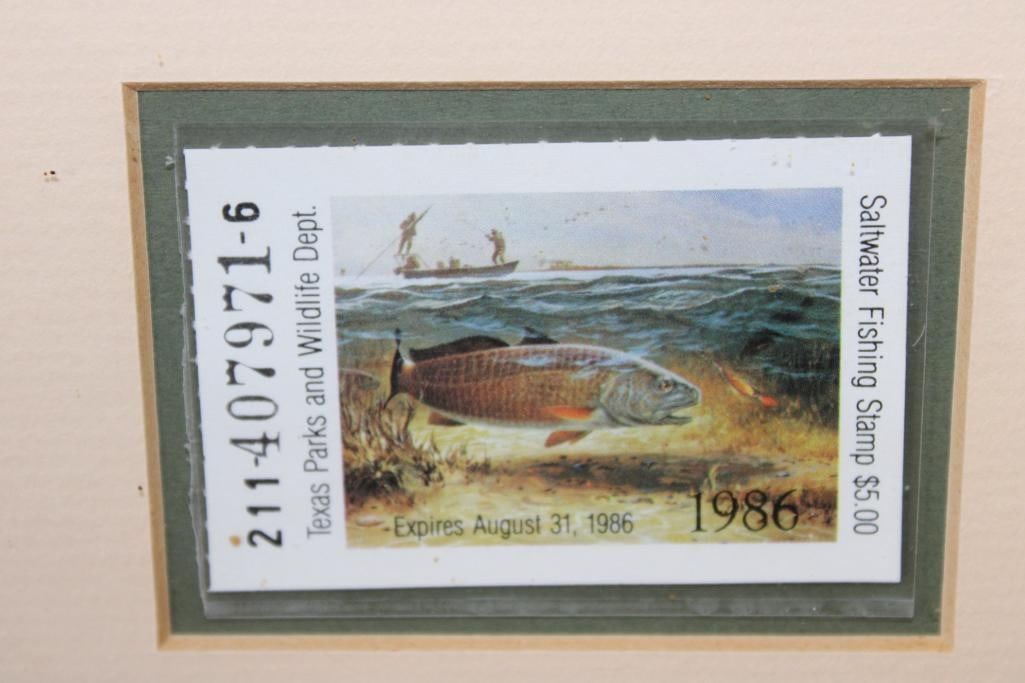 211-407971-6
Texas Parks and Wildlife Dept.
Expires August 31, 1986
1986
Saltwater Fishing Stamp $5.00